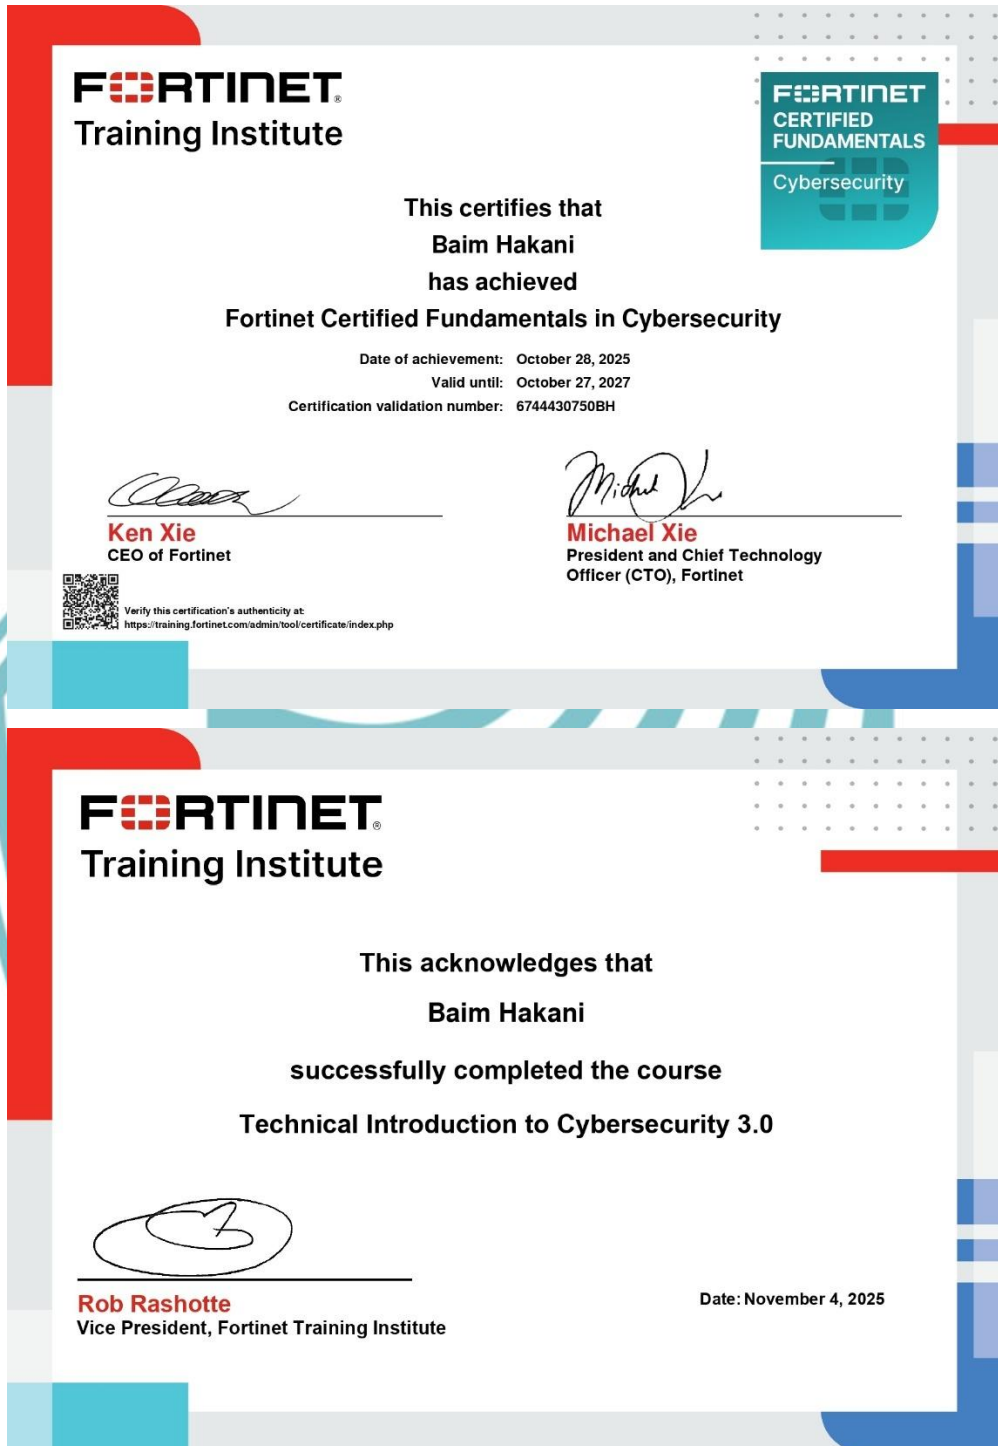 FORTINET®
Training Institute
FORTINET
CERTIFIED
FUNDAMENTALS
Cybersecurity
This certifies that
Baim Hakani
has achieved
Fortinet Certified Fundamentals in Cybersecurity
Date of achievement: October 28, 2025
Valid until: October 27, 2027
Certification validation number: 6744430750BH
Michael
Ken Xie
CEO of Fortinet
Michael Xie
President and Chief Technology
Officer (CTO), Fortinet
Verify this certification's authenticity at:
https://training.fortinet.com/admin/tool/certificate/index.php
FORTINET®
Training Institute
This acknowledges that
Baim Hakani
successfully completed the course
Technical Introduction to Cybersecurity 3.0
Rob Rashotte
Vice President, Fortinet Training Institute
Date: November 4, 2025